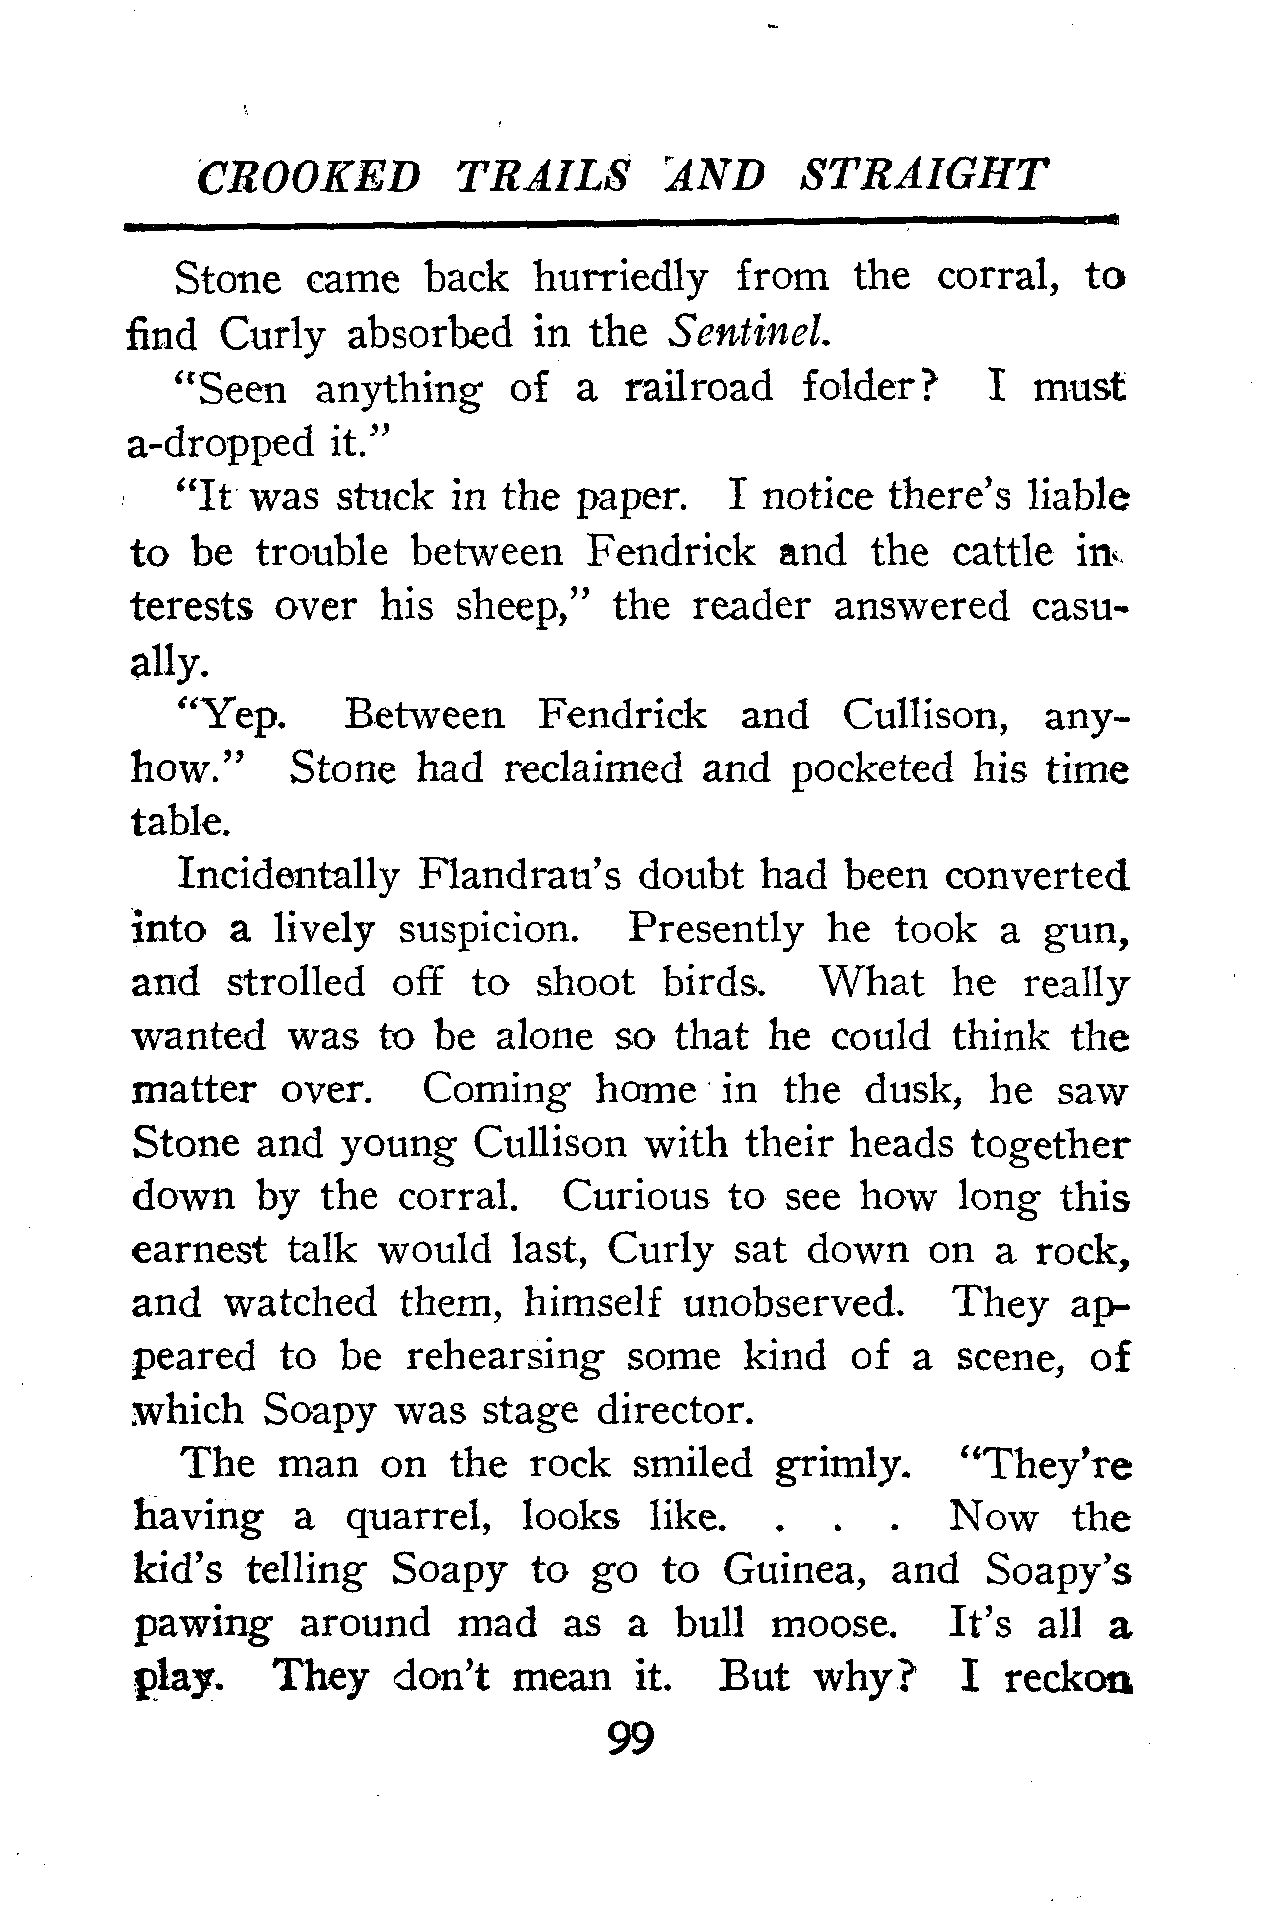 CROOKED TRAILS AND STRAIGHT
Stone came back hurriedly from the corral, to
find Curly absorbed in the Sentinel.
"Seen anything of a railroad folder? I must
a-dropped it."
"It was stuck in the paper. I notice there's liable
to be trouble between Fendrick and the cattle in-
terests over his sheep," the reader answered casu-
ally.
"Yep. Between Fendrick and Cullison, any-
how." Stone had reclaimed and pocketed his time
table.
Incidentally Flandrau's doubt had been converted
into a lively suspicion. Presently he took a gun,
and strolled off to shoot birds. What he really
wanted was to be alone so that he could think the
matter over. Coming home in the dusk, he saw
Stone and young Cullison with their heads together
down by the corral. Curious to see how long this
earnest talk would last, Curly sat down on a rock,
and watched them, himself unobserved. They ap-
peared to be rehearsing some kind of a scene, of
which Soapy was stage director.
The man on the rock smiled grimly. "They're
having a quarrel, looks like. . . . Now the
kid's telling Soapy to go to Guinea, and Soapy's
pawing around mad as a bull moose. It's all a
play. They don't mean it. But why? I reckon
99